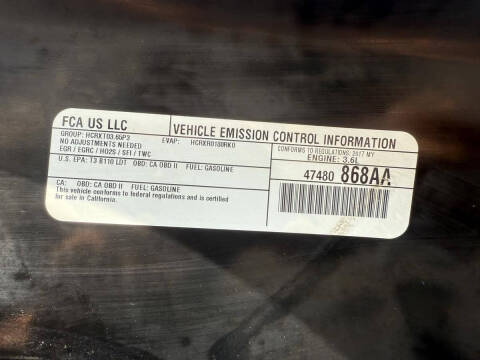 FCA US LLC
VEHICLE EMISSION CONTROL INFORMATION
GROUP: HCRXT03.65P3
EVAP: HCRXR0180RK0
NO ADJUSTMENTS NEEDED
EGR / EGRC / HO2S / SFI / TWC
U.S. EPA: T3 B110 LDT OBD: CA OBD II FUEL: GASOLINE
CA: OBD: CA OBD II FUEL: GASOLINE
This vehicle conforms to federal regulations and is certified
for sale in California.
CONFORMS TO REGULATIONS: 2017 MY
ENGINE: 3.6L
47480 868AA